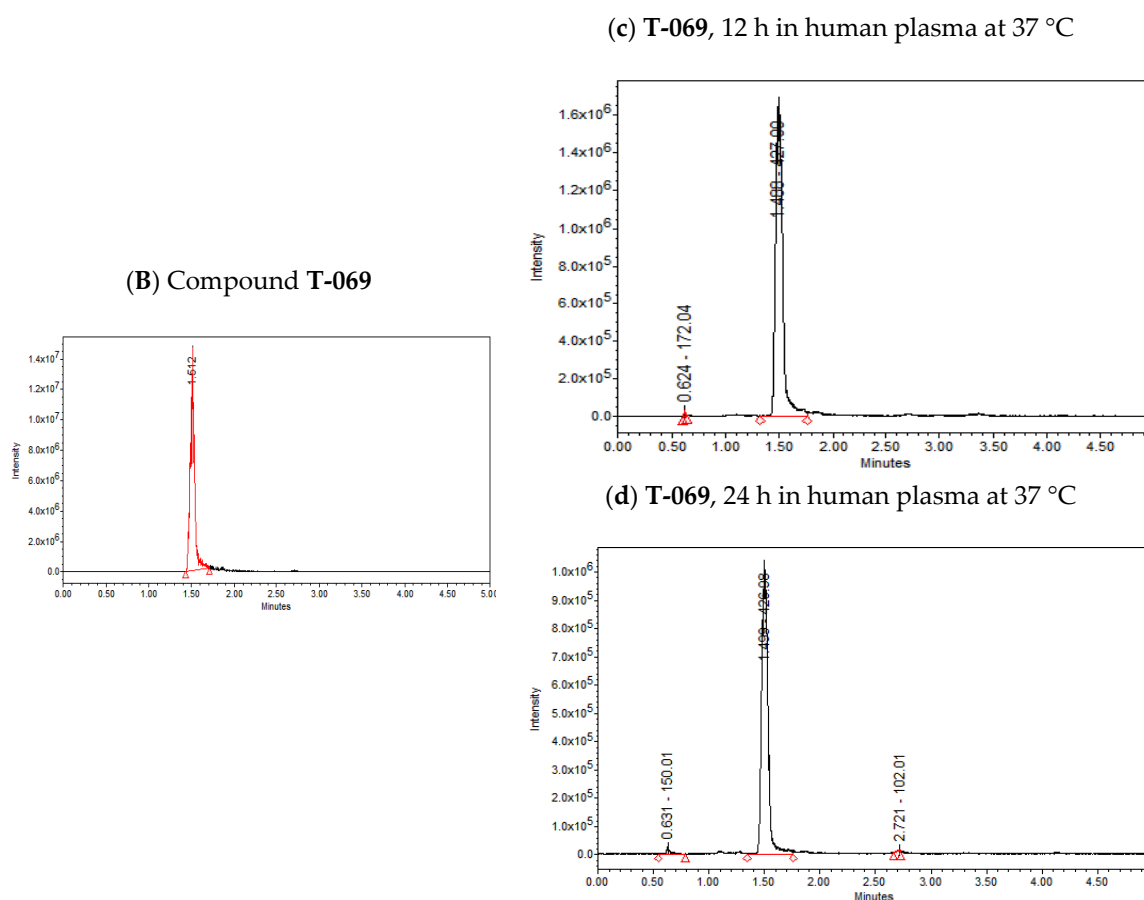 (B) Compound T-069
1.4x10⁷
1.2x10⁷
1.0x10⁷
8.0x10⁶
6.0x10⁶
4.0x10⁶
2.0x10⁶
0.0
Intensity
0.00 0.50 1.00 1.50 2.00 2.50 3.00 3.50 4.00 4.50 5.00
Minutes
(c) T-069, 12 h in human plasma at 37 °C
1.6x10⁶
1.4x10⁶
1.2x10⁶
1.0x10⁶
8.0x10⁵
6.0x10⁵
4.0x10⁵
2.0x10⁵
0.0
Intensity
0.624 - 172.04
- 427.00
0.00 0.50 1.00 1.50 2.00 2.50 3.00 3.50 4.00 4.50
Minutes
(d) T-069, 24 h in human plasma at 37 °C
1.0x10⁶
9.0x10⁵
8.0x10⁵
7.0x10⁵
6.0x10⁵
5.0x10⁵
4.0x10⁵
3.0x10⁵
2.0x10⁵
1.0x10⁵
0.0
Intensity
0.631 - 150.01
1.499 - 426.98
2.721 - 102.01
0.00 0.50 1.00 1.50 2.00 2.50 3.00 3.50 4.00 4.50
Minutes